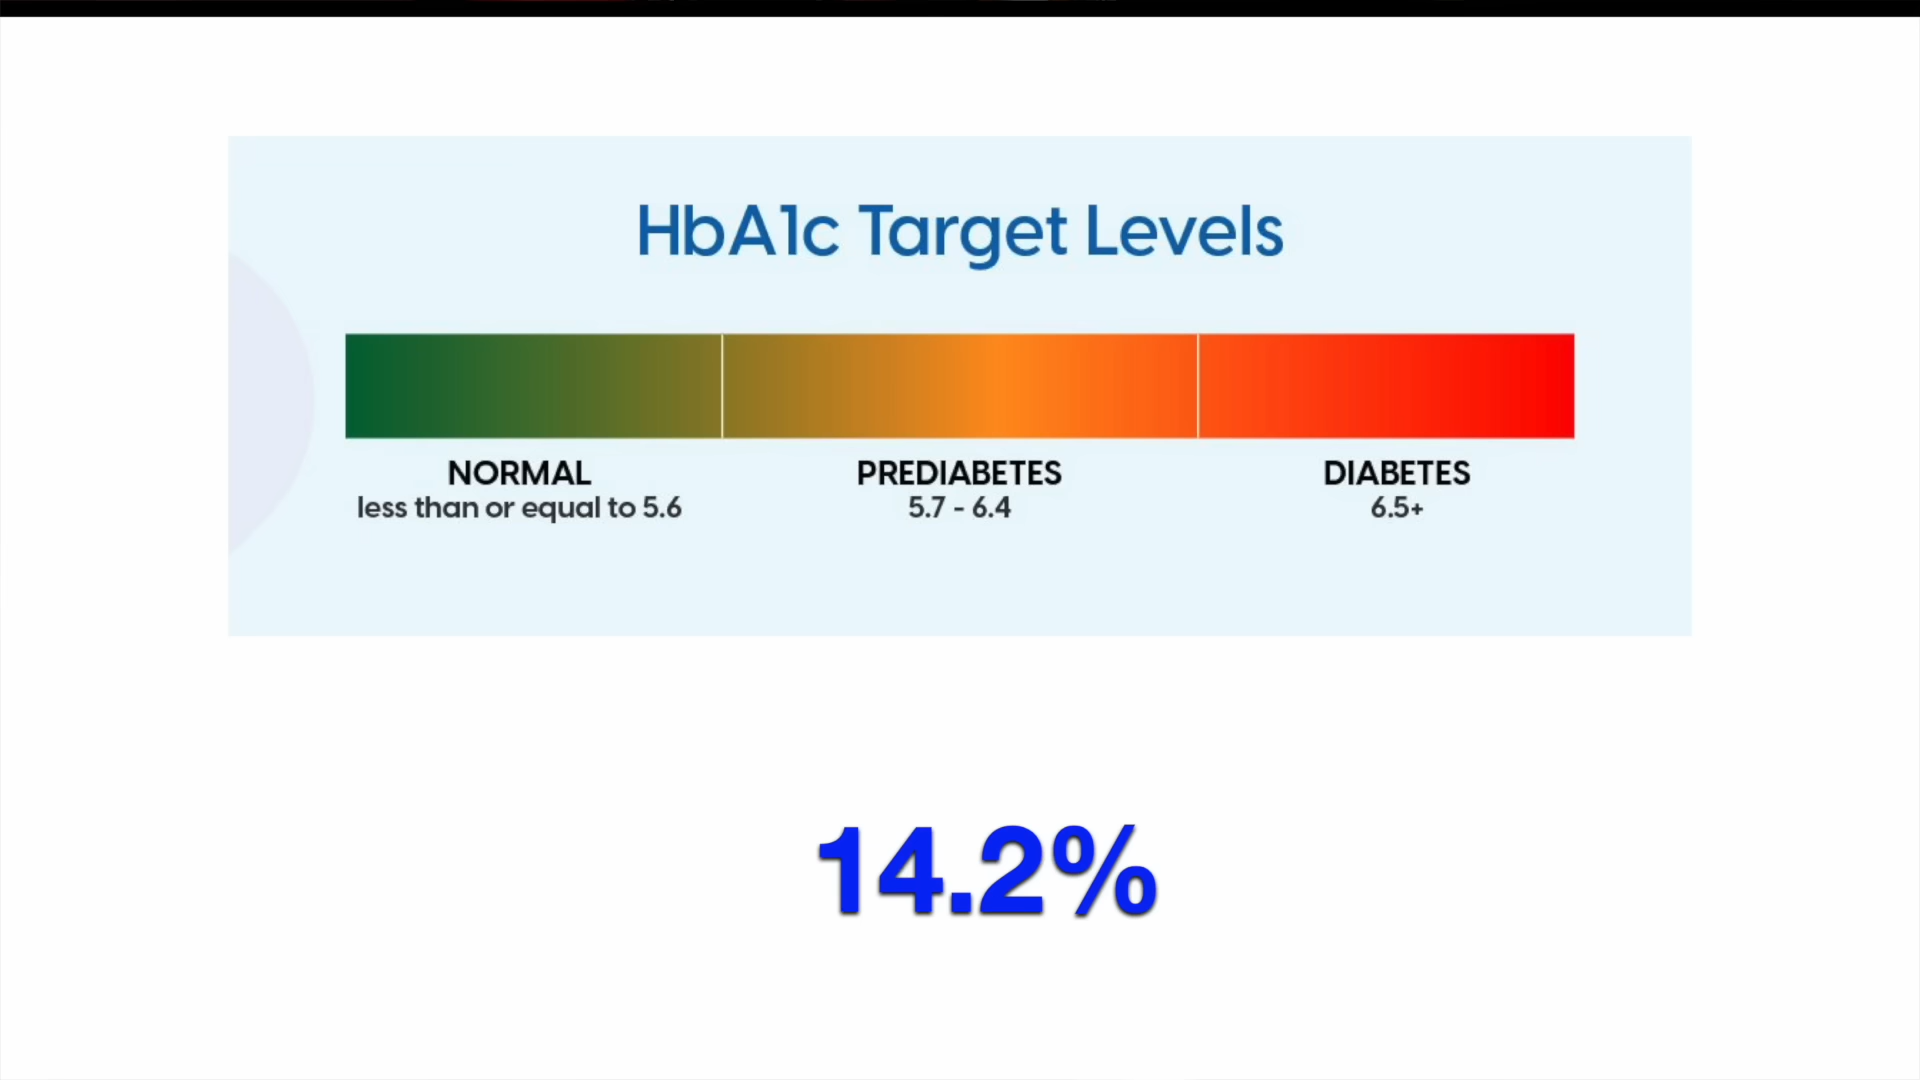 HbA1c Target Levels
NORMAL
less than or equal to 5.6
PREDIABETES
5.7 - 6.4
DIABETES
6.5+
14.2%